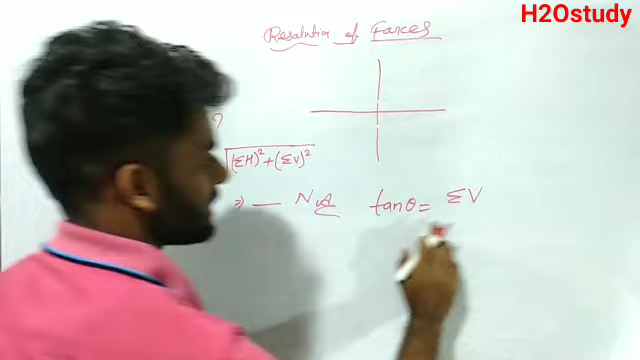 H2Ostudy
Resolution of Forces
?
√(ΣH)²+(ΣV)²
⇒ — N tanθ= ΣV